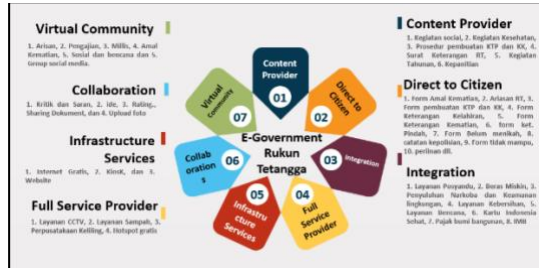 Virtual Community
1. Arisan, 2. Pengajian, 3. Millis, 4. Amal
Kematian, 5. Sosial dan bencana dan 5.
Group social media.
Collaboration
1. Kritik dan Saran, 2. ide, 3. Rating,
Sharing Dokument, dan 4. Upload foto
Infrastructure
Services
1. Internet Gratis, 2. Kiosk, dan 3.
Website
Full Service Provider
1. Layanan CCTV, 2. Layanan Sampah, 3.
Perpustakaan Keliling, 4. Hotspot gratis
Content
Provider
01
Direct to
Citizen
02
Integration
03
Full
Service
Provider
04
Infrastru
cture
Services
05
Collab
oration
s
06
Virtual
Community
07
E-Government
Rukun
Tetangga
Content Provider
1. Kegiatan social, 2. Kegiatan Kesehatan,
3. Prosedur pembuatan KTP dan KK, 4.
Surat Keterangan RT, 5. Kegiatan
Tahunan, 6. Kepanitian
Direct to Citizen
1. Form Amal Kematian, 2. Ariasan RT, 3.
Form pembuatan KTP dan KK, 4. Form
Keterangan Kelahiran, 5. Form
Keterangan Kematian, 6. form ket.
Pindah, 7. Form Belum menikah, 8.
catatan kepolisian, 9. Form tidak mampu,
10. perijinan dll.
Integration
1. Layanan Posyandu, 2. Beras Miskin, 3.
Penyuluhan Narkoba dan Keamanan
lingkungan, 4. Layanan Kebersihan, 5.
Layanan Bencana, 6. Kartu Indonesia
Sehat, 7. Pajak bumi bangunan, 8. IMB